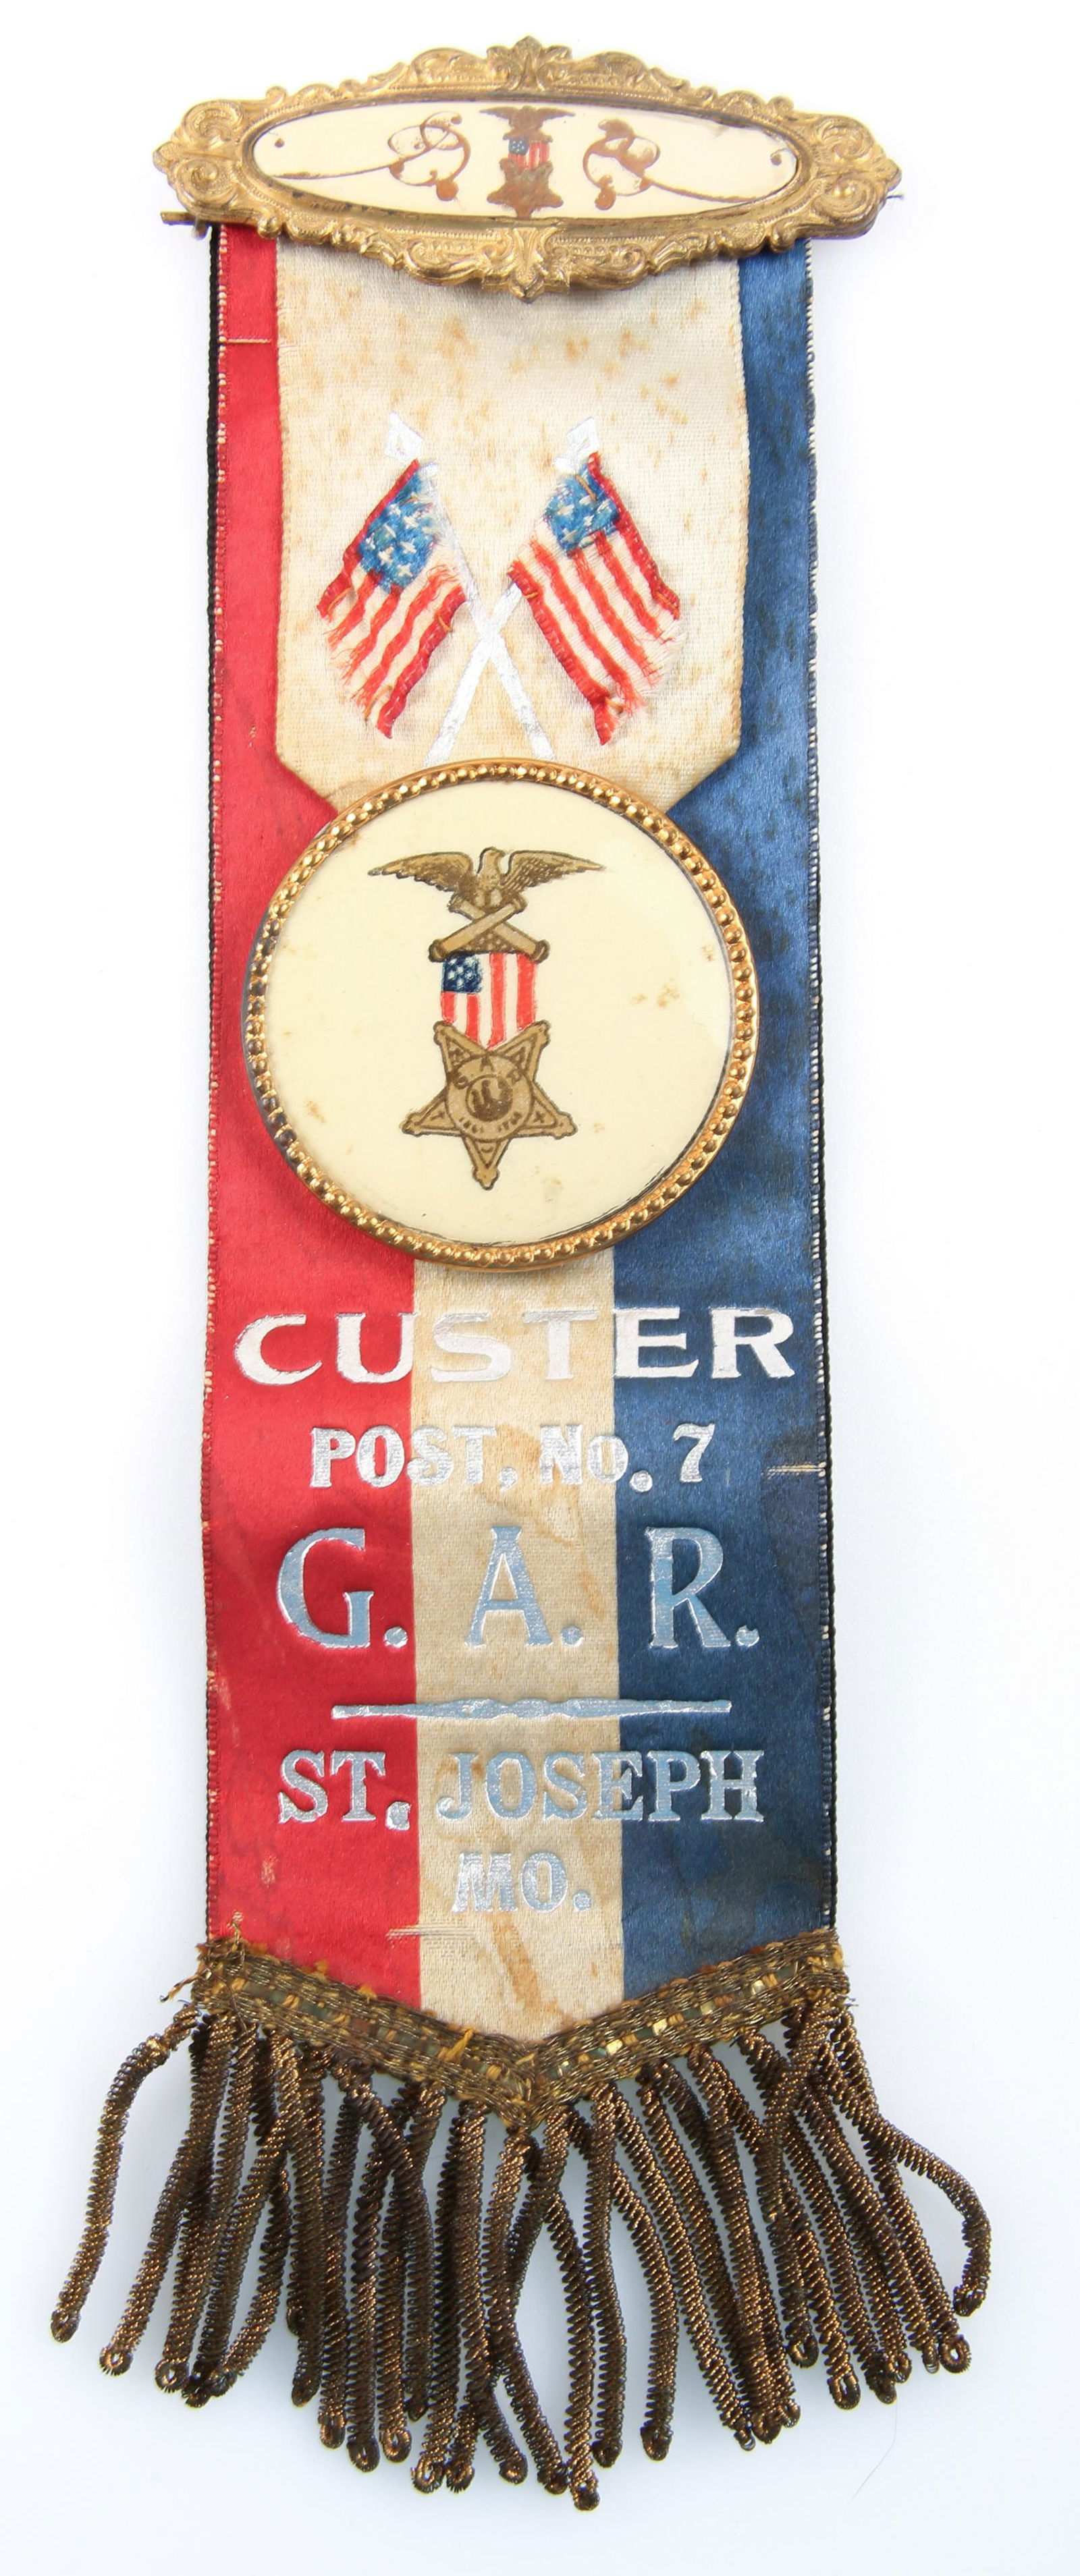 CUSTER
POST, No. 7
G. A. R.
ST. JOSEPH
MO.